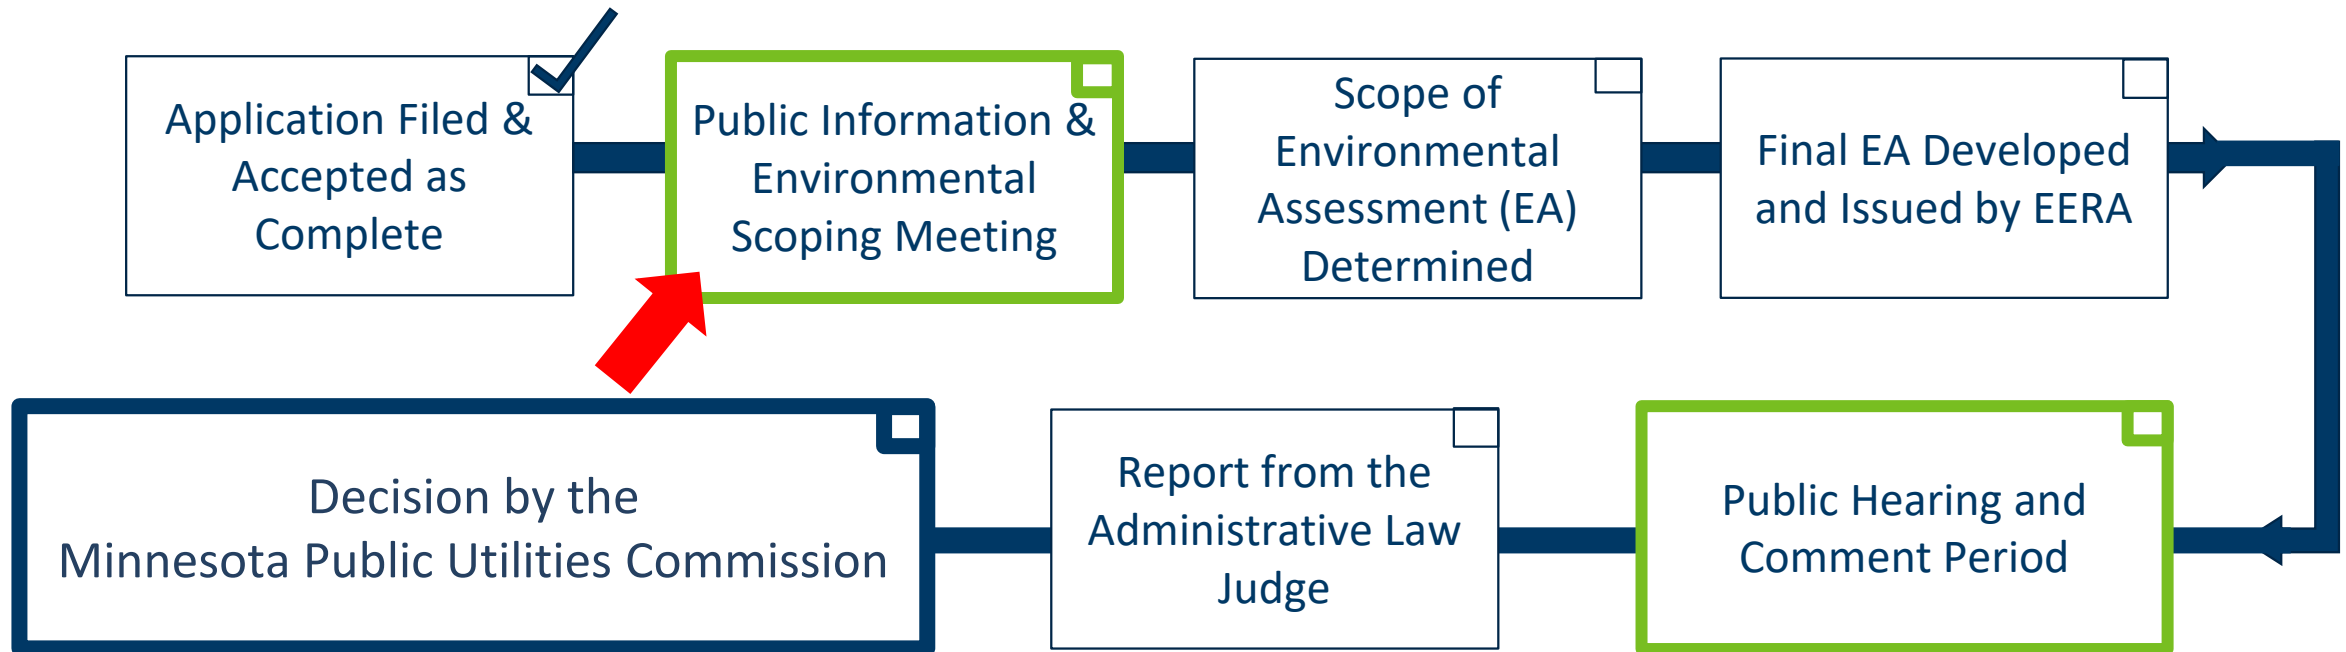 Application Filed &
Accepted as
Complete
Public Information &
Environmental
Scoping Meeting
Scope of
Environmental
Assessment (EA)
Determined
Final EA Developed
and Issued by EERA
Public Hearing and
Comment Period
Report from the
Administrative Law
Judge
Decision by the
Minnesota Public Utilities Commission